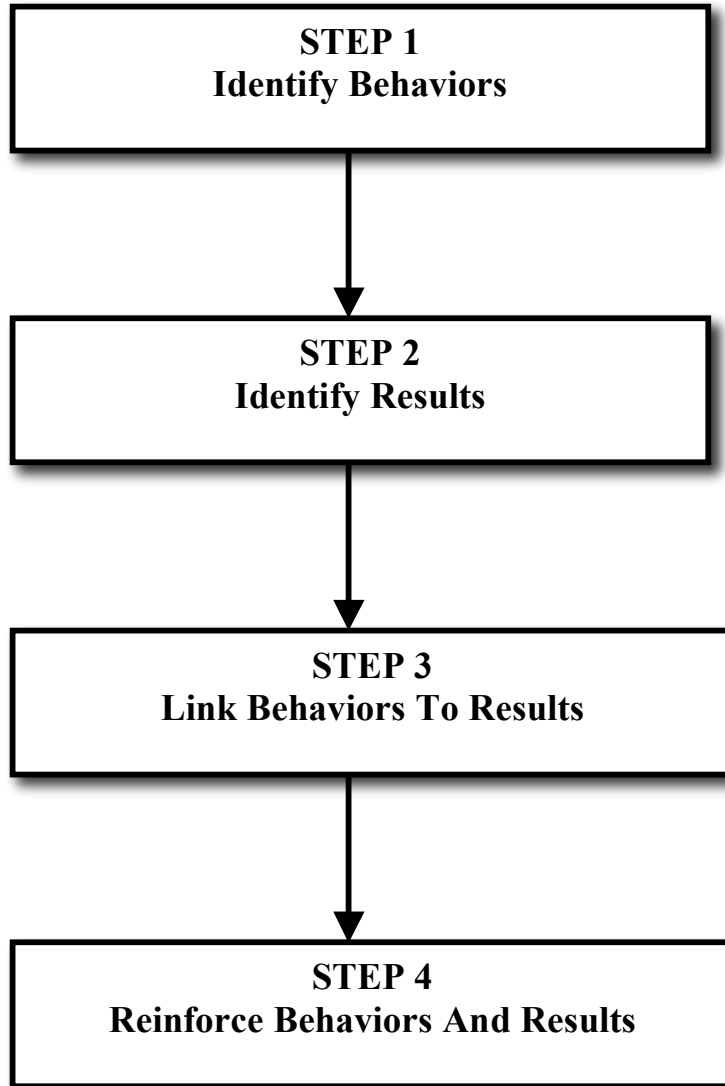 STEP 1
Identify Behaviors
STEP 2
Identify Results
STEP 3
Link Behaviors To Results
STEP 4
Reinforce Behaviors And Results